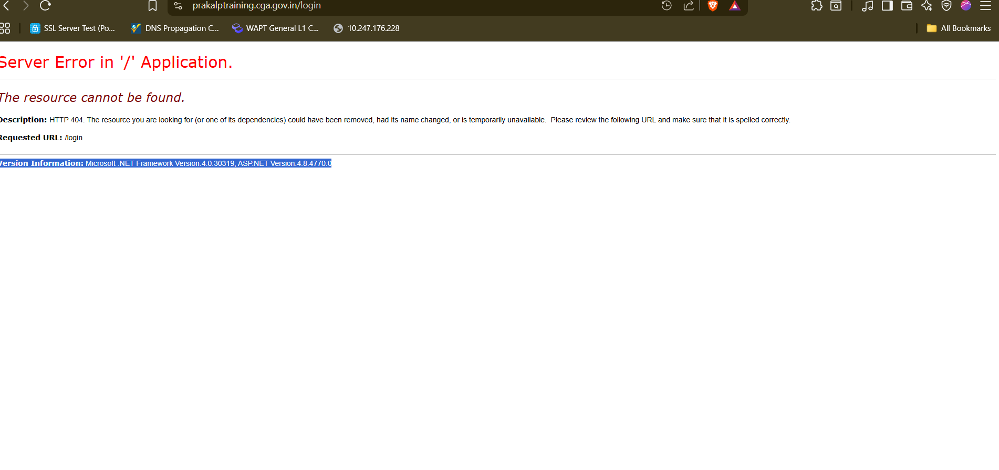 prakalptraining.cga.gov.in/login
SSL Server Test (Po... DNS Propagation C... WAPT General L1 C... 10.247.176.228 All Bookmarks
Server Error in '/' Application.
The resource cannot be found.
Description: HTTP 404. The resource you are looking for (or one of its dependencies) could have been removed, had its name changed, or is temporarily unavailable.  Please review the following URL and make sure that it is spelled correctly.
Requested URL: /login
Version Information: Microsoft .NET Framework Version:4.0.30319; ASP.NET Version:4.8.4770.0